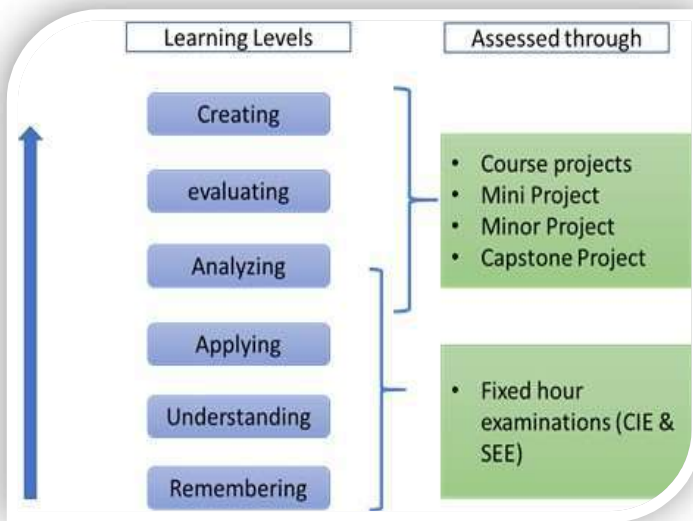 Learning Levels
Assessed through
Creating
evaluating
Analyzing
Applying
Understanding
Remembering
• Course projects
• Mini Project
• Minor Project
• Capstone Project
• Fixed hour
examinations (CIE &
SEE)